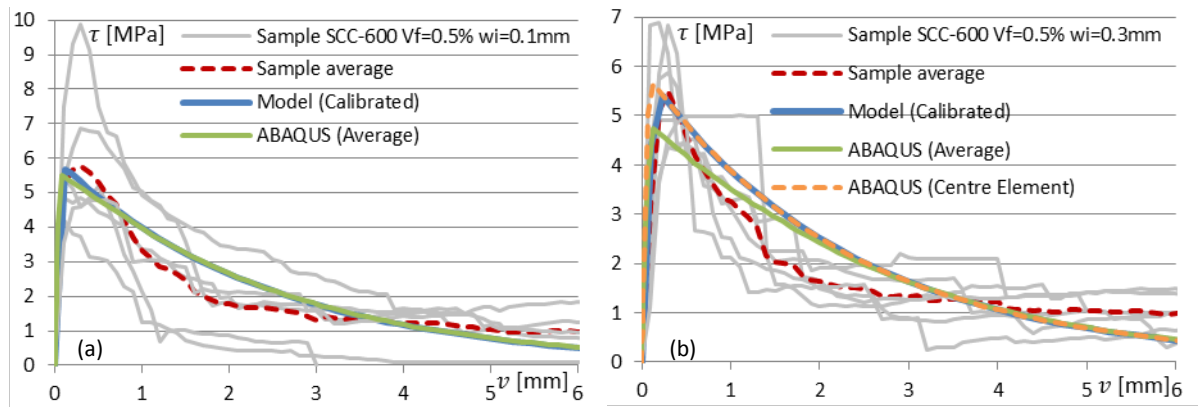 τ [MPa]
Sample SCC-600 Vf=0.5% wi=0.1mm
Sample average
Model (Calibrated)
ABAQUS (Average)
10
9
8
7
6
5
4
3
2
1
0
(a)
0 1 2 3 4 5 6
v [mm]
τ [MPa]
Sample SCC-600 Vf=0.5% wi=0.3mm
Sample average
Model (Calibrated)
ABAQUS (Average)
ABAQUS (Centre Element)
7
6
5
4
3
2
1
0
(b)
0 1 2 3 4 5 6
v [mm]